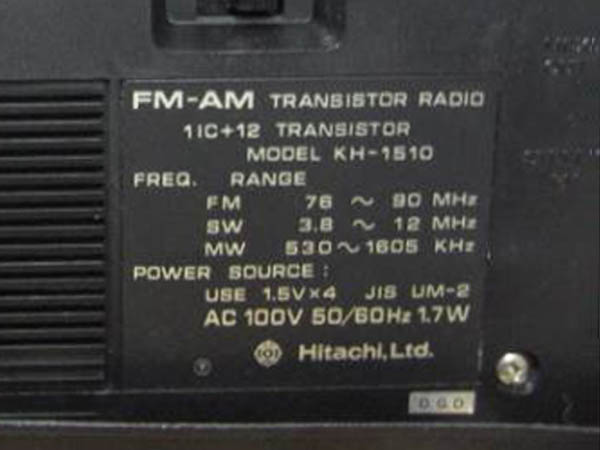 FM-AM TRANSISTOR RADIO
1 IC+12 TRANSISTOR
MODEL KH-1510
FREQ. RANGE
FM 76 ~ 90 MHz
SW 3.8 ~ 12 MHz
MW 530 ~ 1605 KHz
POWER SOURCE :
USE 1.5V×4 JIS UM-2
AC 100V 50/60Hz 1.7W
Hitachi, Ltd.